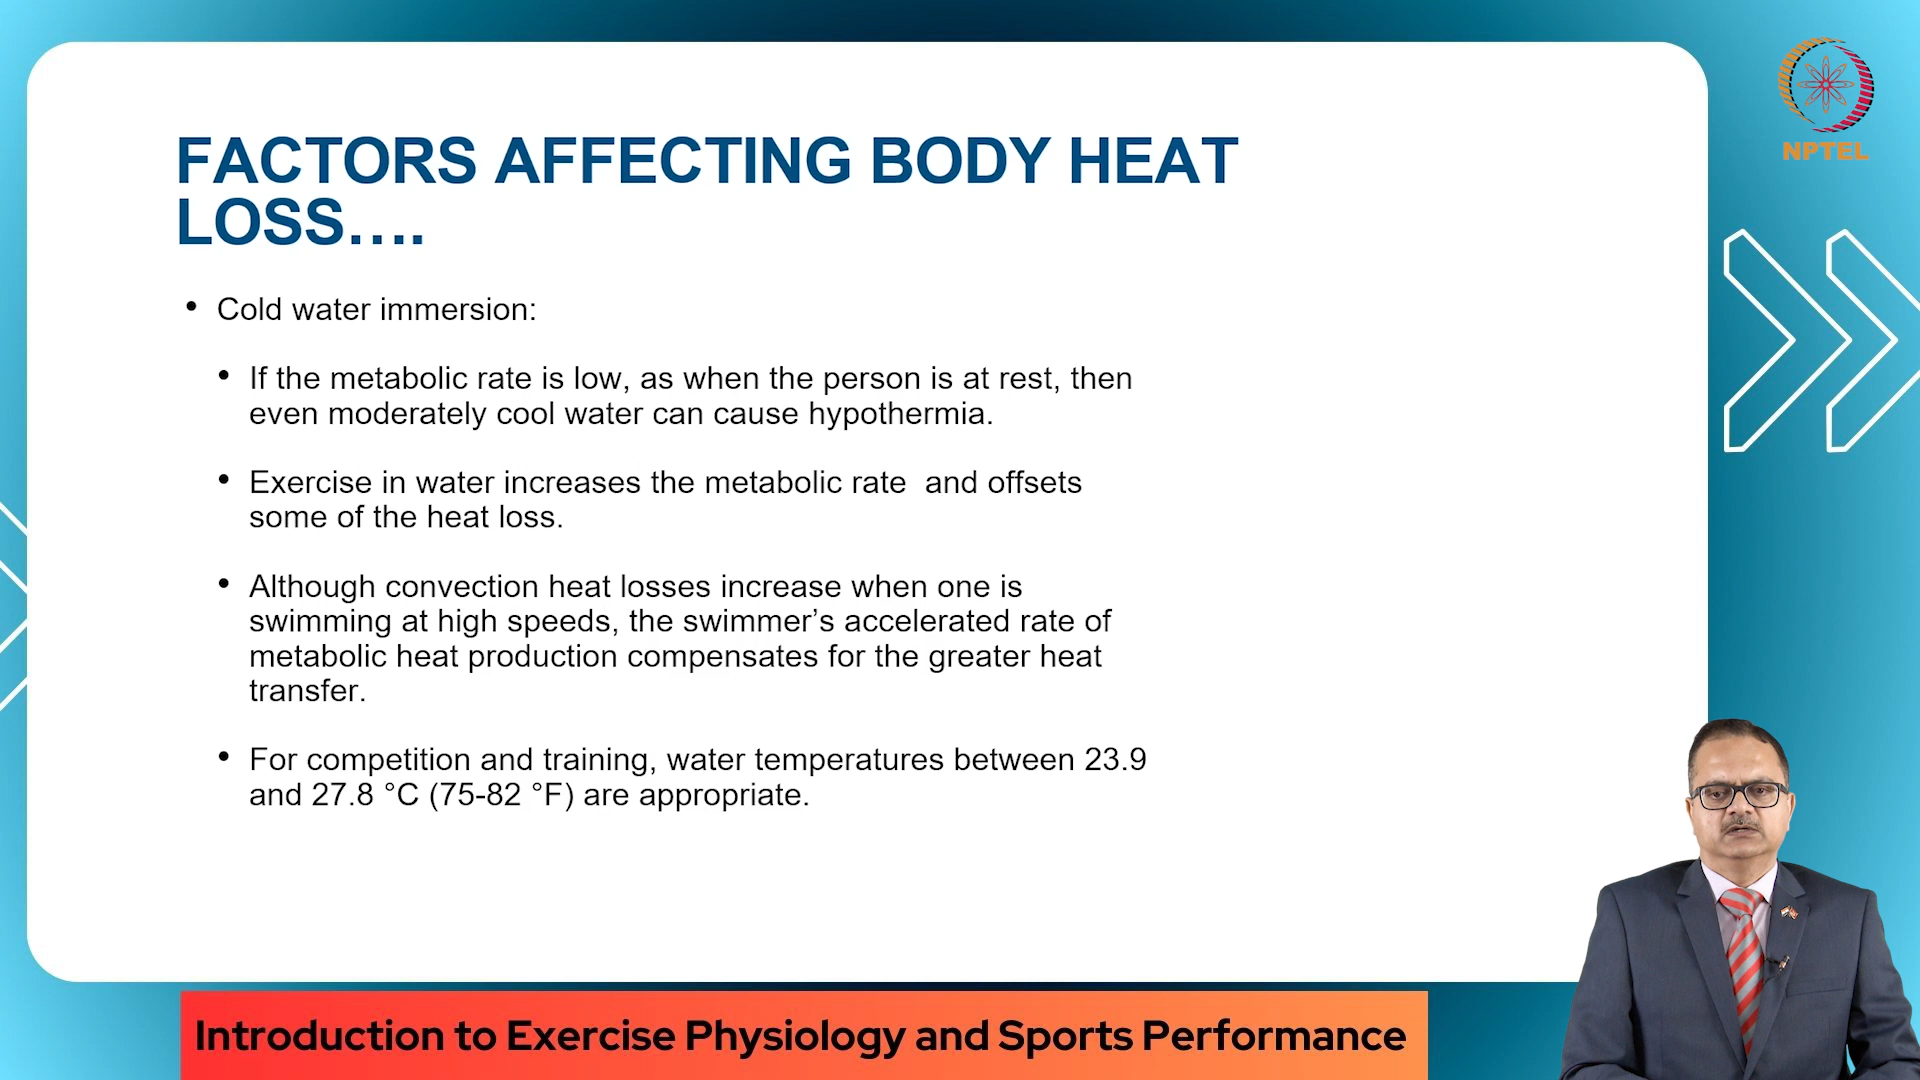 NPTEL
FACTORS AFFECTING BODY HEAT
LOSS....
• Cold water immersion:
• If the metabolic rate is low, as when the person is at rest, then
even moderately cool water can cause hypothermia.
• Exercise in water increases the metabolic rate  and offsets
some of the heat loss.
• Although convection heat losses increase when one is
swimming at high speeds, the swimmer’s accelerated rate of
metabolic heat production compensates for the greater heat
transfer.
• For competition and training, water temperatures between 23.9
and 27.8 °C (75-82 °F) are appropriate.
Introduction to Exercise Physiology and Sports Performance